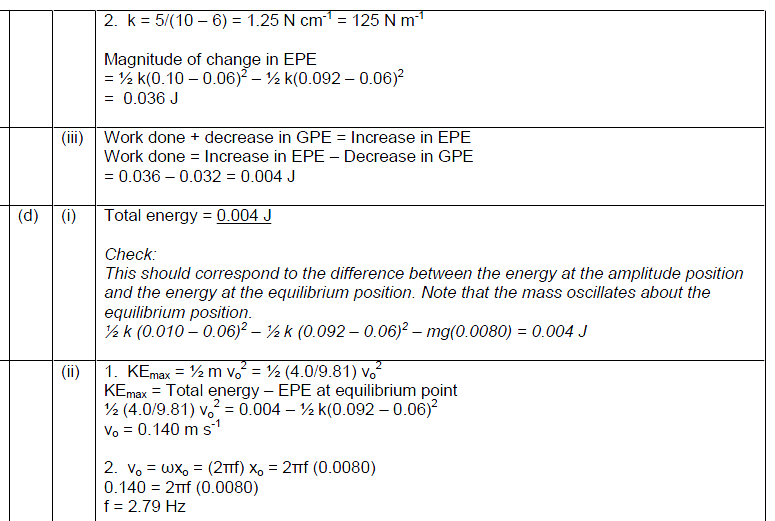 2. k = 5/(10 – 6) = 1.25 N cm⁻¹ = 125 N m⁻¹
Magnitude of change in EPE
= ½ k(0.10 – 0.06)² – ½ k(0.092 – 0.06)²
= 0.036 J
(iii) Work done + decrease in GPE = Increase in EPE
Work done = Increase in EPE – Decrease in GPE
= 0.036 – 0.032 = 0.004 J
(d) (i) Total energy = 0.004 J
Check:
This should correspond to the difference between the energy at the amplitude position
and the energy at the equilibrium position. Note that the mass oscillates about the
equilibrium position.
½ k (0.010 – 0.06)² – ½ k (0.092 – 0.06)² – mg(0.0080) = 0.004 J
(ii) 1. KEₘₐₓ = ½ m vₒ² = ½ (4.0/9.81) vₒ²
KEₘₐₓ = Total energy – EPE at equilibrium point
½ (4.0/9.81) vₒ² = 0.004 – ½ k(0.092 – 0.06)²
vₒ = 0.140 m s⁻¹
2. vₒ = ωxₒ = (2πf) xₒ = 2πf (0.0080)
0.140 = 2πf (0.0080)
f = 2.79 Hz